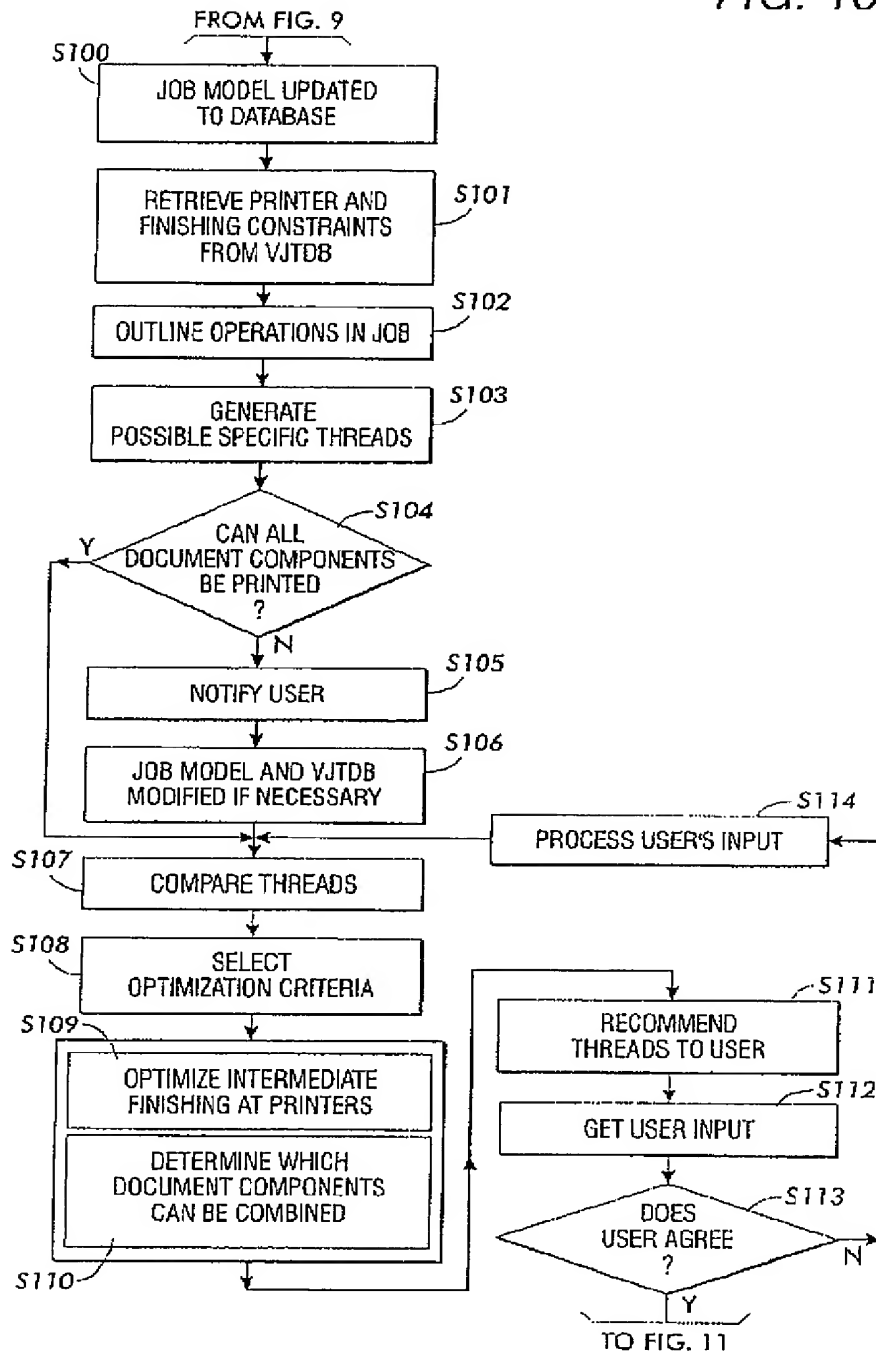 FROM FIG. 9
S100
JOB MODEL UPDATED
TO DATABASE
RETRIEVE PRINTER AND
FINISHING CONSTRAINTS
FROM VJTDB
S101
OUTLINE OPERATIONS IN JOB
S102
GENERATE
POSSIBLE SPECIFIC THREADS
S103
CAN ALL
DOCUMENT COMPONENTS
BE PRINTED
?
S104
Y
N
NOTIFY USER
S105
JOB MODEL AND VJTDB
MODIFIED IF NECESSARY
S106
PROCESS USER'S INPUT
S114
S107
COMPARE THREADS
S108
SELECT
OPTIMIZATION CRITERIA
S109
OPTIMIZE INTERMEDIATE
FINISHING AT PRINTERS
DETERMINE WHICH
DOCUMENT COMPONENTS
CAN BE COMBINED
S110
S111
RECOMMEND
THREADS TO USER
S112
GET USER INPUT
S113
DOES
USER AGREE
?
N
Y
TO FIG. 11